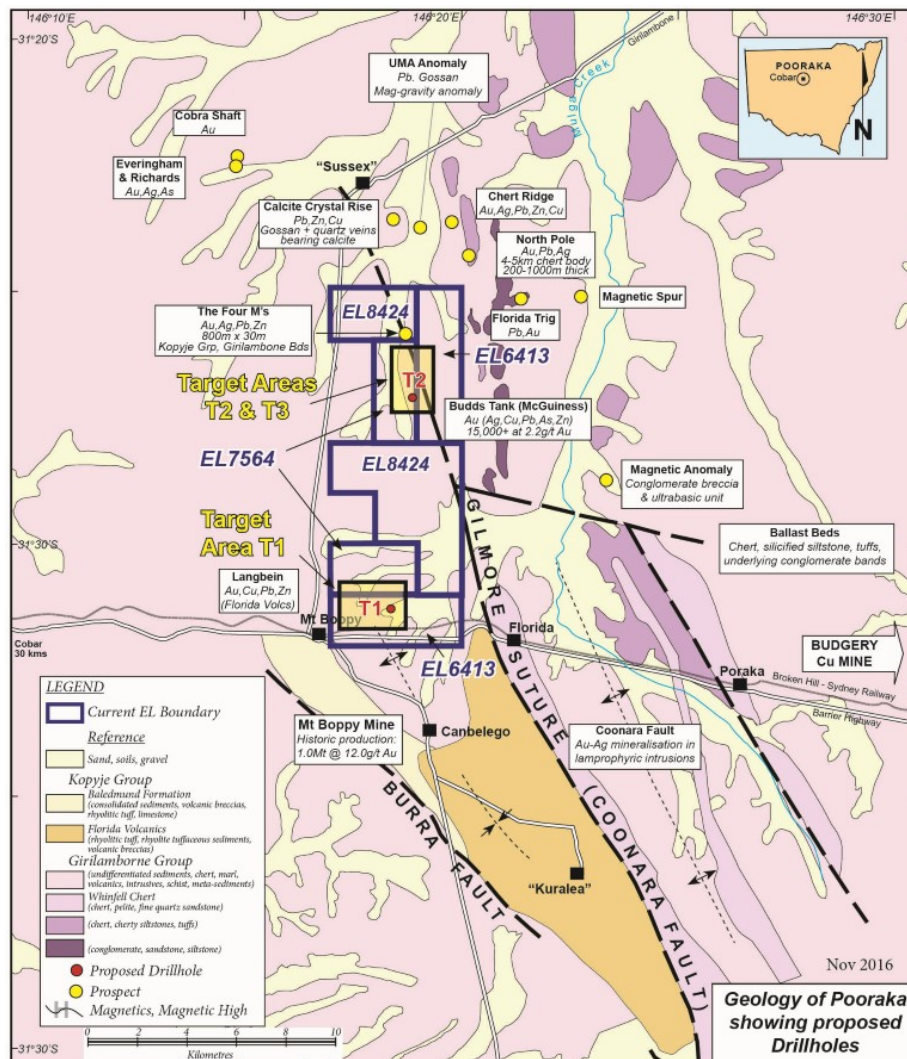 146°10'E
146°20'E
146°30'E
31°20'S
Girilambone
UMA Anomaly
Pb. Gossan
Mag-gravity anomaly
Mulga Creek
POORAKA
Cobar
N
Cobra Shaft
Au
Everingham
& Richards
Au,Ag,As
"Sussex"
Calcite Crystal Rise
Pb,Zn,Cu
Gossan + quartz veins
bearing calcite
Chert Ridge
Au,Ag,Pb,Zn,Cu
North Pole
Au,Pb,Ag
4-5km chert body
200-1000m thick
Magnetic Spur
Florida Trig
Pb,Au
The Four M's
Au,Ag,Pb,Zn
800m x 30m
Kopyje Grp, Girilambone Bds
EL8424
EL6413
Target Areas
T2 & T3
T2
Budds Tank (McGuiness)
Au (Ag,Cu,Pb,As,Zn)
15,000+ at 2.2g/t Au
EL7564
EL8424
Magnetic Anomaly
Conglomerate breccia
& ultrabasic unit
31°30'S
Target
Area T1
Ballast Beds
Chert, silicified siltstone, tuffs,
underlying conglomerate bands
Langbein
Au,Cu,Pb,Zn
(Florida Volcs)
T1
Mt Boppy
Cobar
30 kms
EL6413
Florida
Poraka
BUDGERY
Cu MINE
Broken Hill - Sydney Railway
Barrier Highway
GILMORE SUTURE (COONARA FAULT)
Mt Boppy Mine
Historic production:
1.0Mt @ 12.0g/t Au
Canbelego
Coonara Fault
Au-Ag mineralisation in
lamprophyric intrusions
BURRA FAULT
"Kuralea"
LEGEND
Current EL Boundary
Reference
Sand, soils, gravel
Kopyje Group
Baledmund Formation
(consolidated sediments, volcanic breccias,
rhyolitic tuff, limestone)
Florida Volcanics
(rhyolitic tuff, rhyolite tuffaceous sediments,
volcanic breccias)
Girilamborne Group
(undifferentiated sediments, chert, marl,
volcanics, intrusives, schist, meta-sediments)
Whinfell Chert
(chert, pelite, fine quartz sandstone)
(chert, cherty siltstones, tuffs)
(conglomerate, sandstone, siltstone)
Proposed Drillhole
Prospect
Magnetics, Magnetic High
0 2 4 6 8 10
Kilometres
31°30'S
Nov 2016
Geology of Pooraka
showing proposed
Drillholes